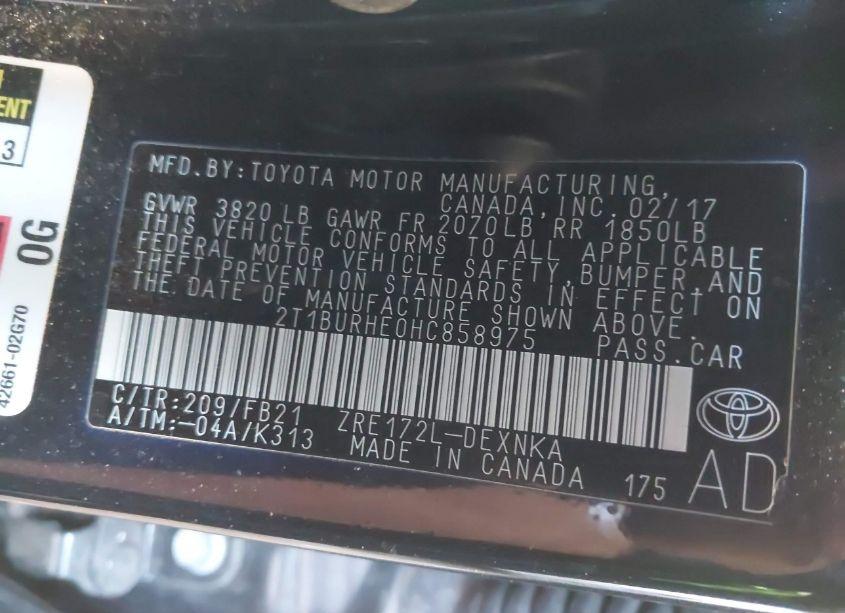 ENT
3
0G
42661-02G70
MFD.BY:TOYOTA MOTOR MANUFACTURING,
CANADA,INC.02/17
GVWR 3820LB GAWR FR 2070LB RR 1850LB
THIS VEHICLE CONFORMS TO ALL APPLICABLE
FEDERAL MOTOR VEHICLE SAFETY,BUMPER,AND
THEFT PREVENTION STANDARDS IN EFFECT ON
THE DATE OF MANUFACTURE SHOWN ABOVE.
2T1BURHE0HC858975 PASS.CAR
C/TR:209/FB21 ZRE172L-DEXNKA
A/TM:-04A/K313 MADE IN CANADA 175 AD